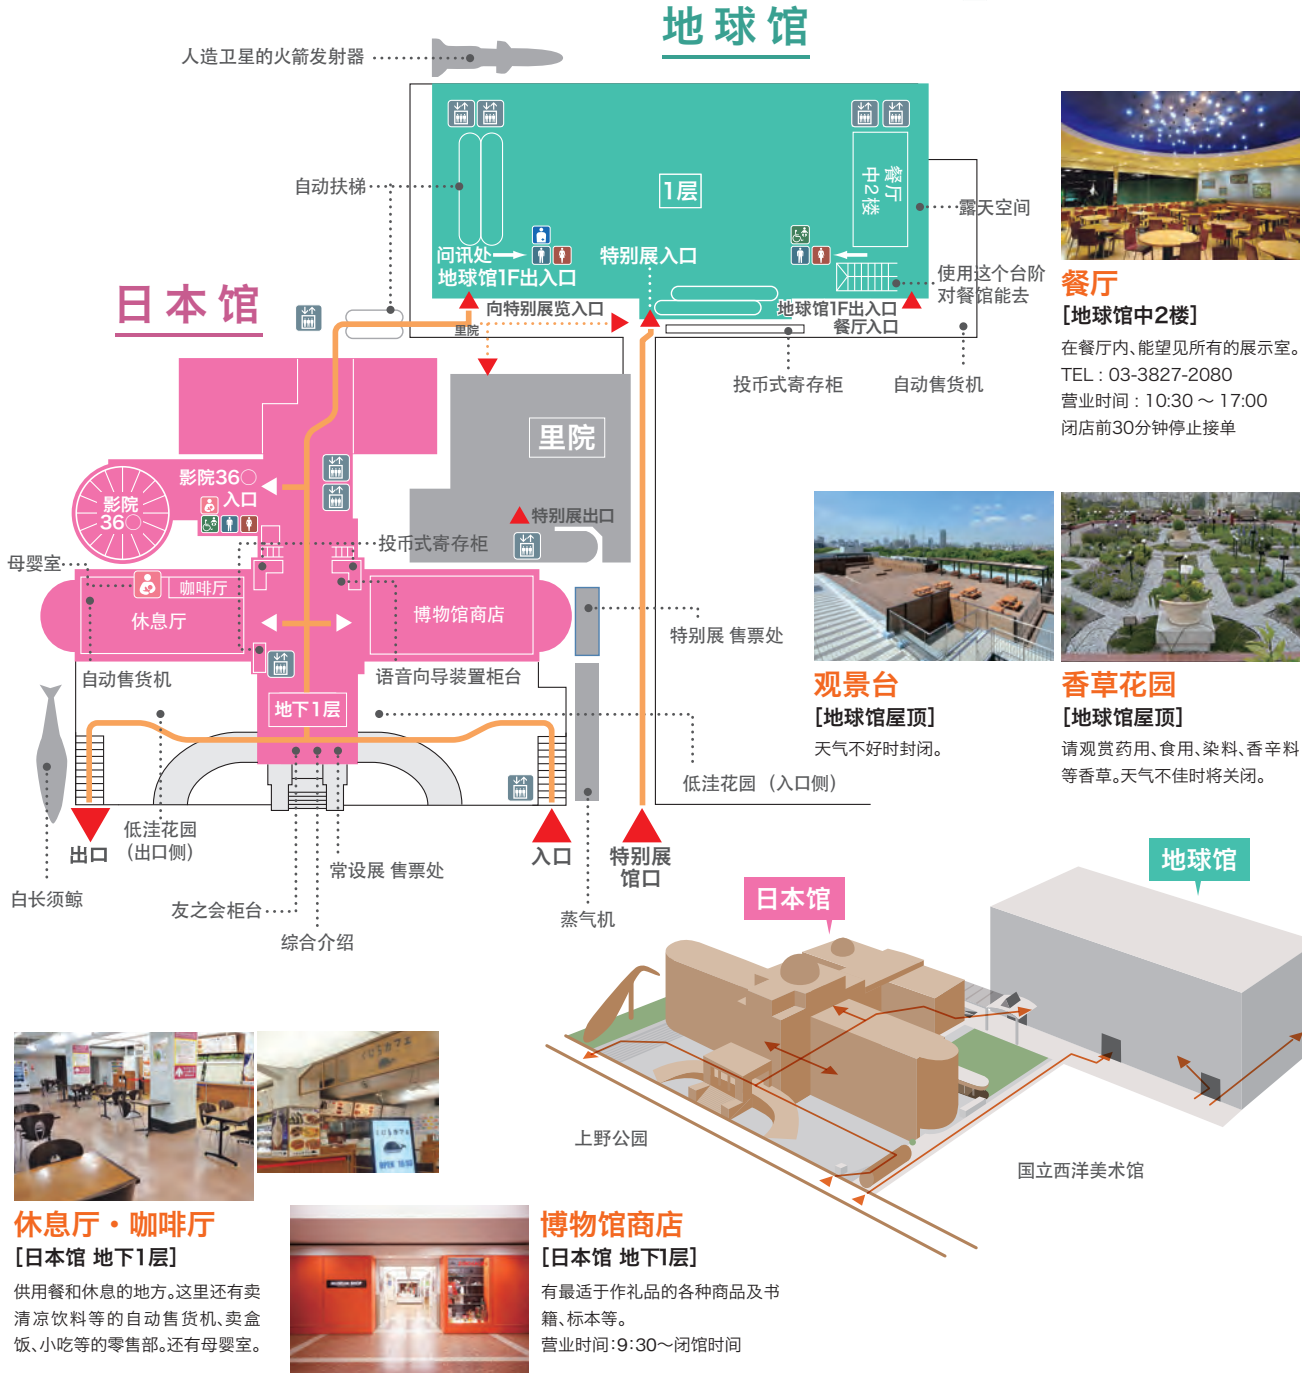 地球馆
人造卫星的火箭发射器
自动扶梯
1层
餐厅
中2楼
露天空间
问讯处
地球馆1F出入口
特别展入口
使用这个台阶
对餐馆能去
向特别展览入口
地球馆1F出入口
餐厅入口
里院
投币式寄存柜
自动售货机
日本馆
里院
影院36○
入口
影院
36○
特别展出口
投币式寄存柜
母婴室
咖啡厅
休息厅
博物馆商店
特别展 售票处
自动售货机
语音向导装置柜台
地下1层
低洼花园 （入口侧）
低洼花园
（出口侧）
出口
入口
特别展
馆口
常设展 售票处
白长须鲸
友之会柜台
综合介绍
蒸气机
餐厅
[地球馆中2楼]
在餐厅内、能望见所有的展示室。
TEL : 03-3827-2080
营业时间 : 10:30 ～ 17:00
闭店前30分钟停止接单
观景台
[地球馆屋顶]
天气不好时封闭。
香草花园
[地球馆屋顶]
请观赏药用、食用、染料、香辛料
等香草。天气不佳时将关闭。
日本馆
地球馆
上野公园
国立西洋美术馆
くじらカフェ
くじらカフェ
OPEN 10:30
休息厅・咖啡厅
[日本馆 地下1层]
供用餐和休息的地方。这里还有卖
清凉饮料等的自动售货机、卖盒
饭、小吃等的零售部。还有母婴室。
MUSEUM SHOP
博物馆商店
[日本馆 地下1层]
有最适于作礼品的各种商品及书
籍、标本等。
营业时间：9:30～闭馆时间